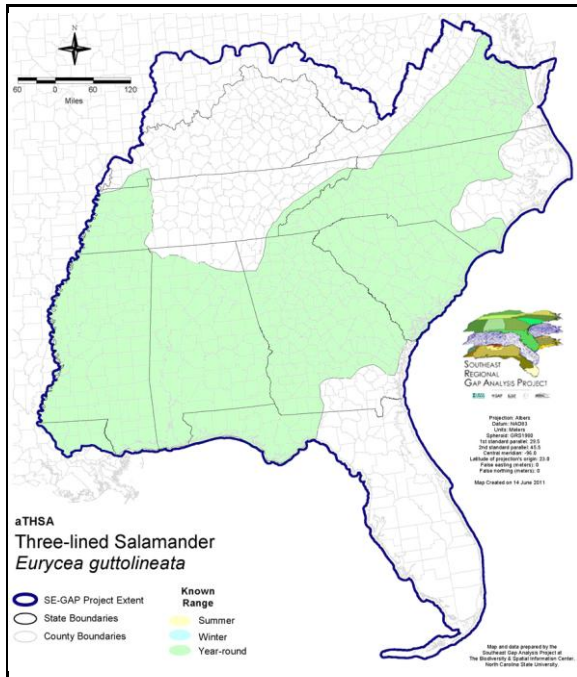 N
60 0 60 120
Miles
SOUTHEAST
REGIONAL
GAP ANALYSIS PROJECT
Projection: Albers
Datum: NAD83
Units: Meters
Spheroid: GRS1980
1st standard parallel: 29.5
2nd standard parallel: 45.5
Central meridian: -96.0
Latitude of projection's origin: 23.0
False easting (meters): 0
False northing (meters): 0
Map Created on 14 June 2011
aTHSA
Three-lined Salamander
Eurycea guttolineata
SE-GAP Project Extent
State Boundaries
County Boundaries
Known
Range
Summer
Winter
Year-round
Map and data prepared by the
Southeast Gap Analysis Project at
The Biodiversity & Spatial Information Center,
North Carolina State University.